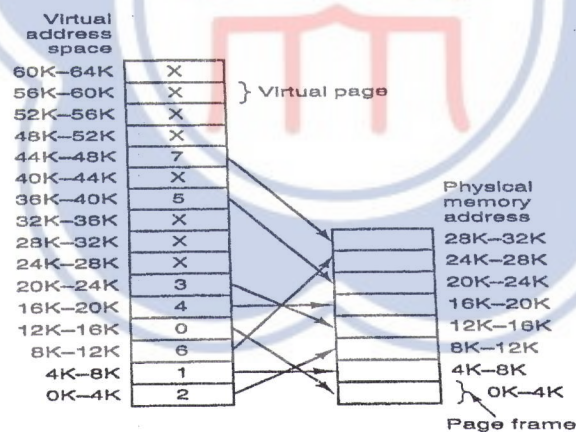 Virtual
address
space
60K–64K X
56K–60K X } Virtual page
52K–56K X
48K–52K X
44K–48K 7
40K–44K X
36K–40K 5
32K–36K X
28K–32K X
24K–28K X
20K–24K 3
16K–20K 4
12K–16K 0
8K–12K 6
4K–8K 1
0K–4K 2
Physical
memory
address
28K–32K
24K–28K
20K–24K
16K–20K
12K–16K
8K–12K
4K–8K
} 0K–4K
Page frame